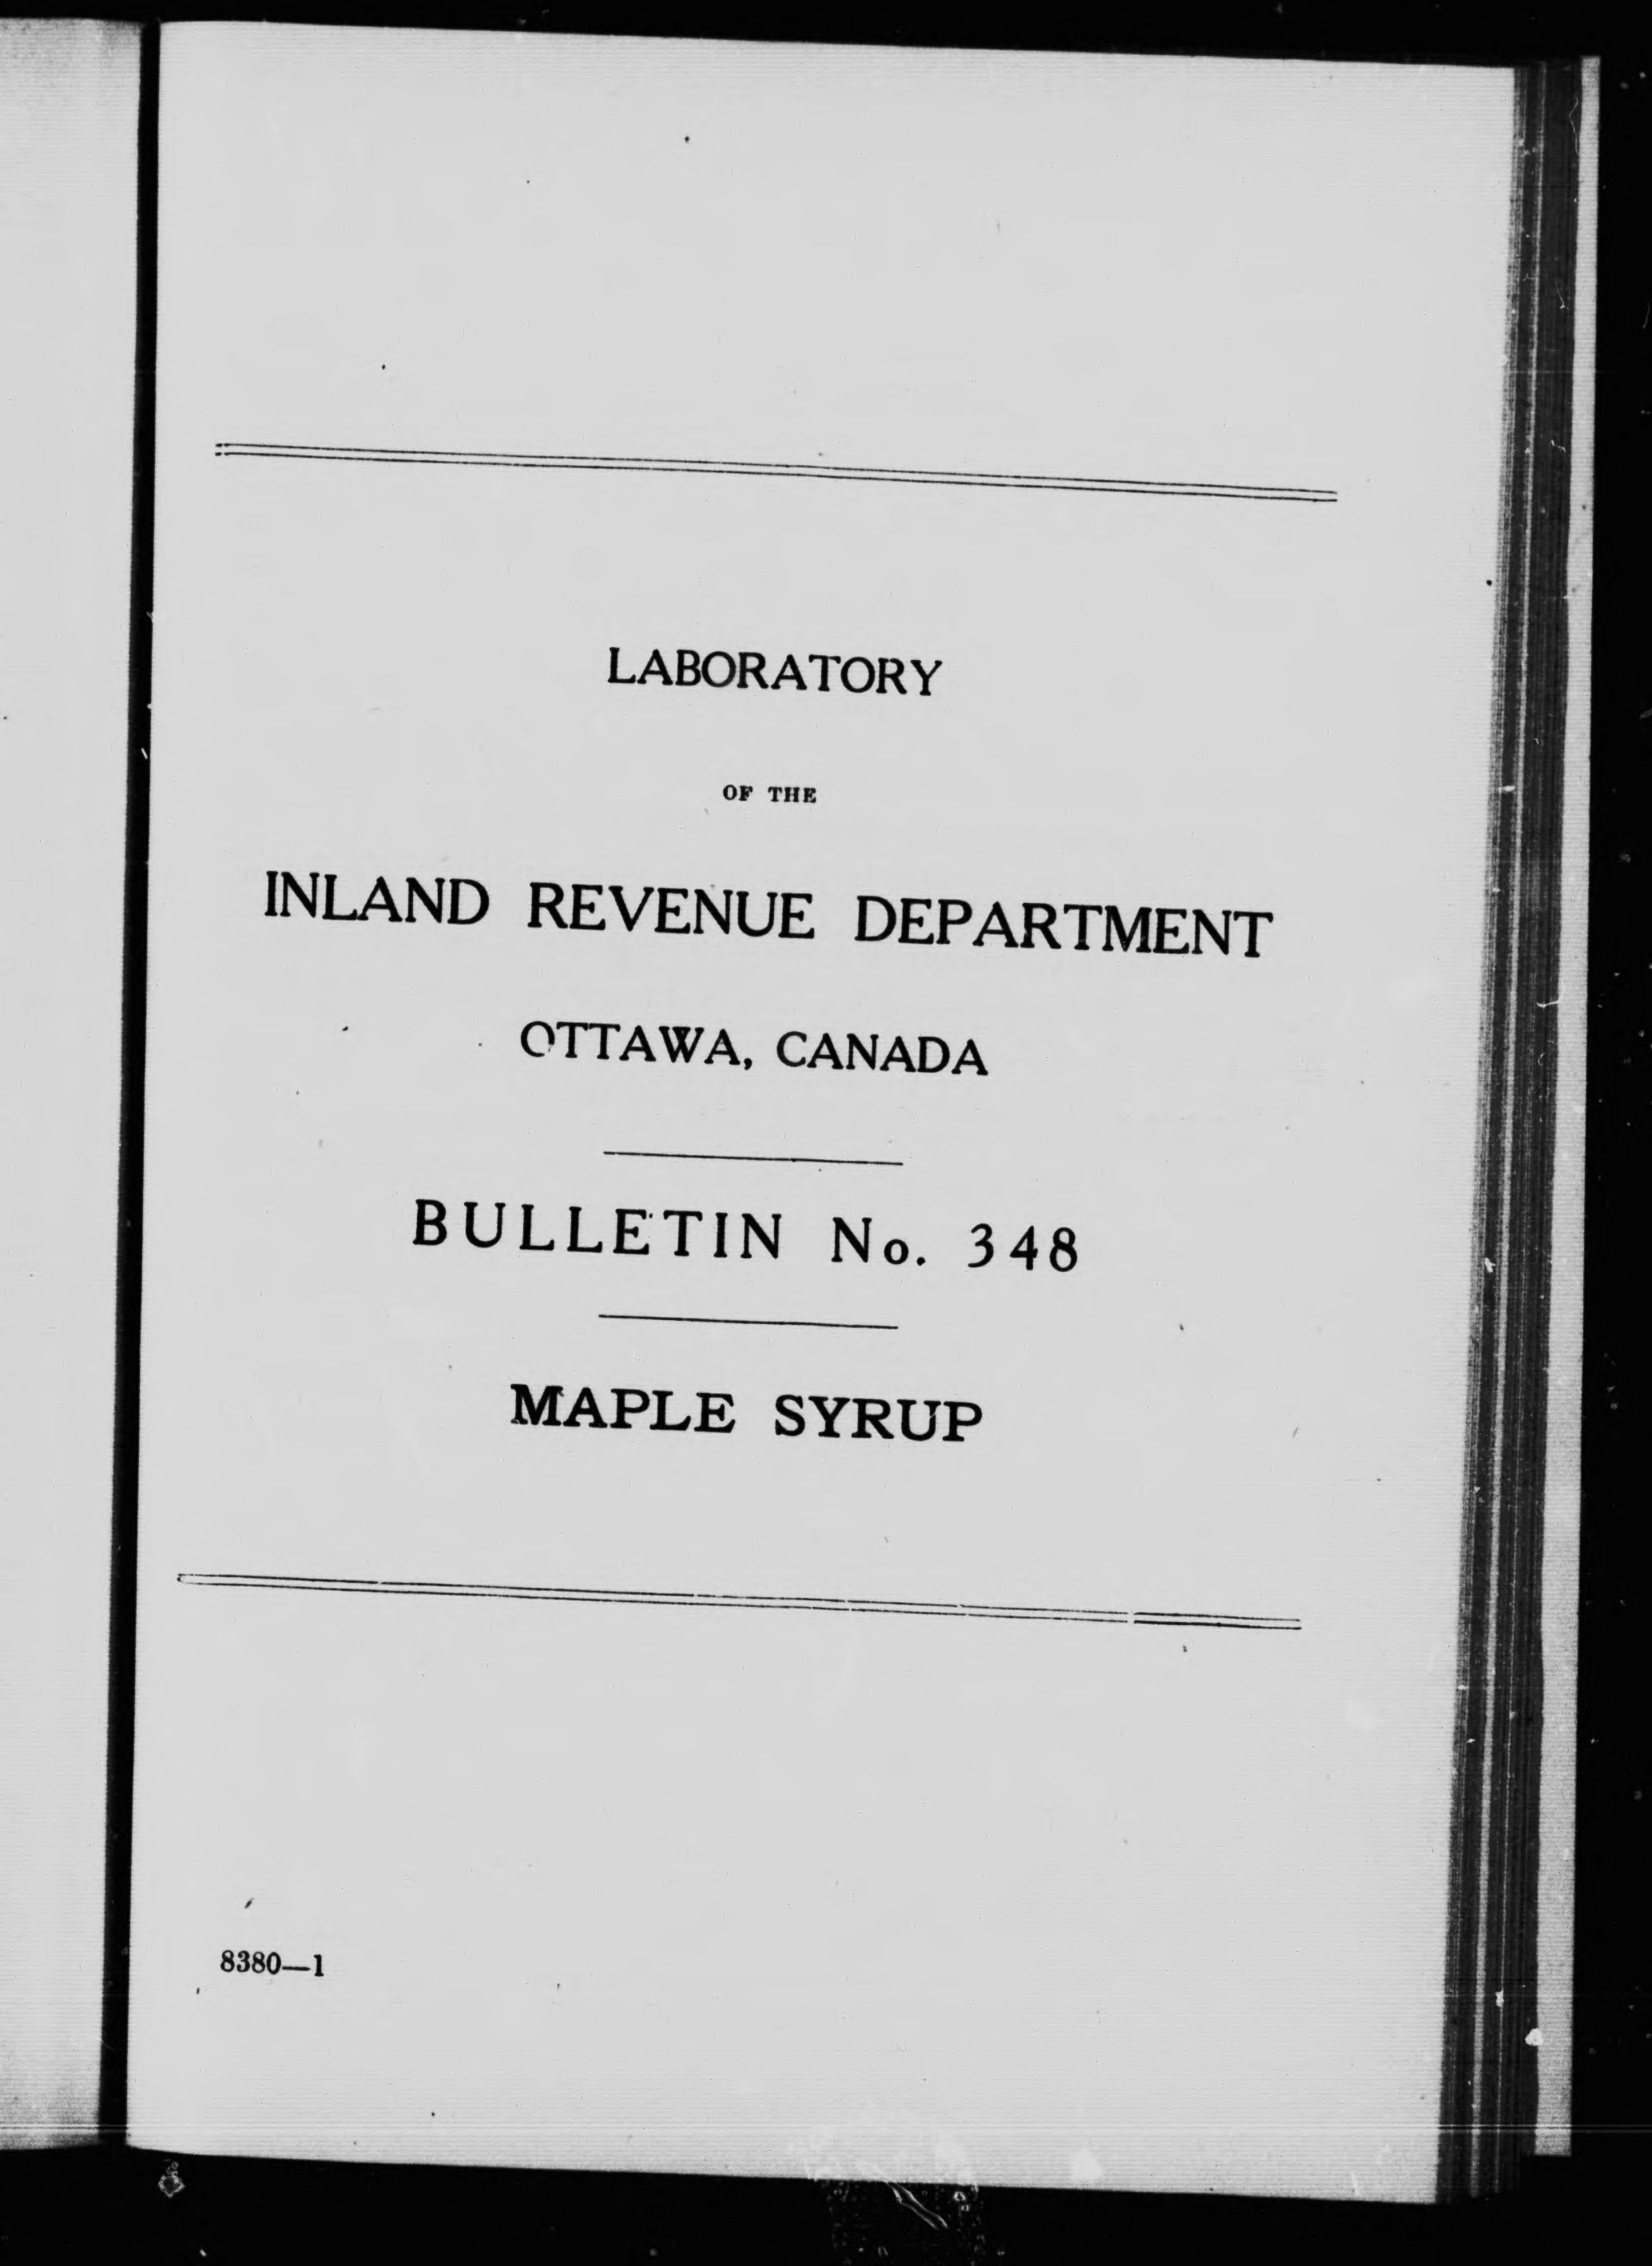 LABORATORY
OF THE
INLAND REVENUE DEPARTMENT
OTTAWA, CANADA
BULLETIN No. 348
MAPLE SYRUP
8380—1